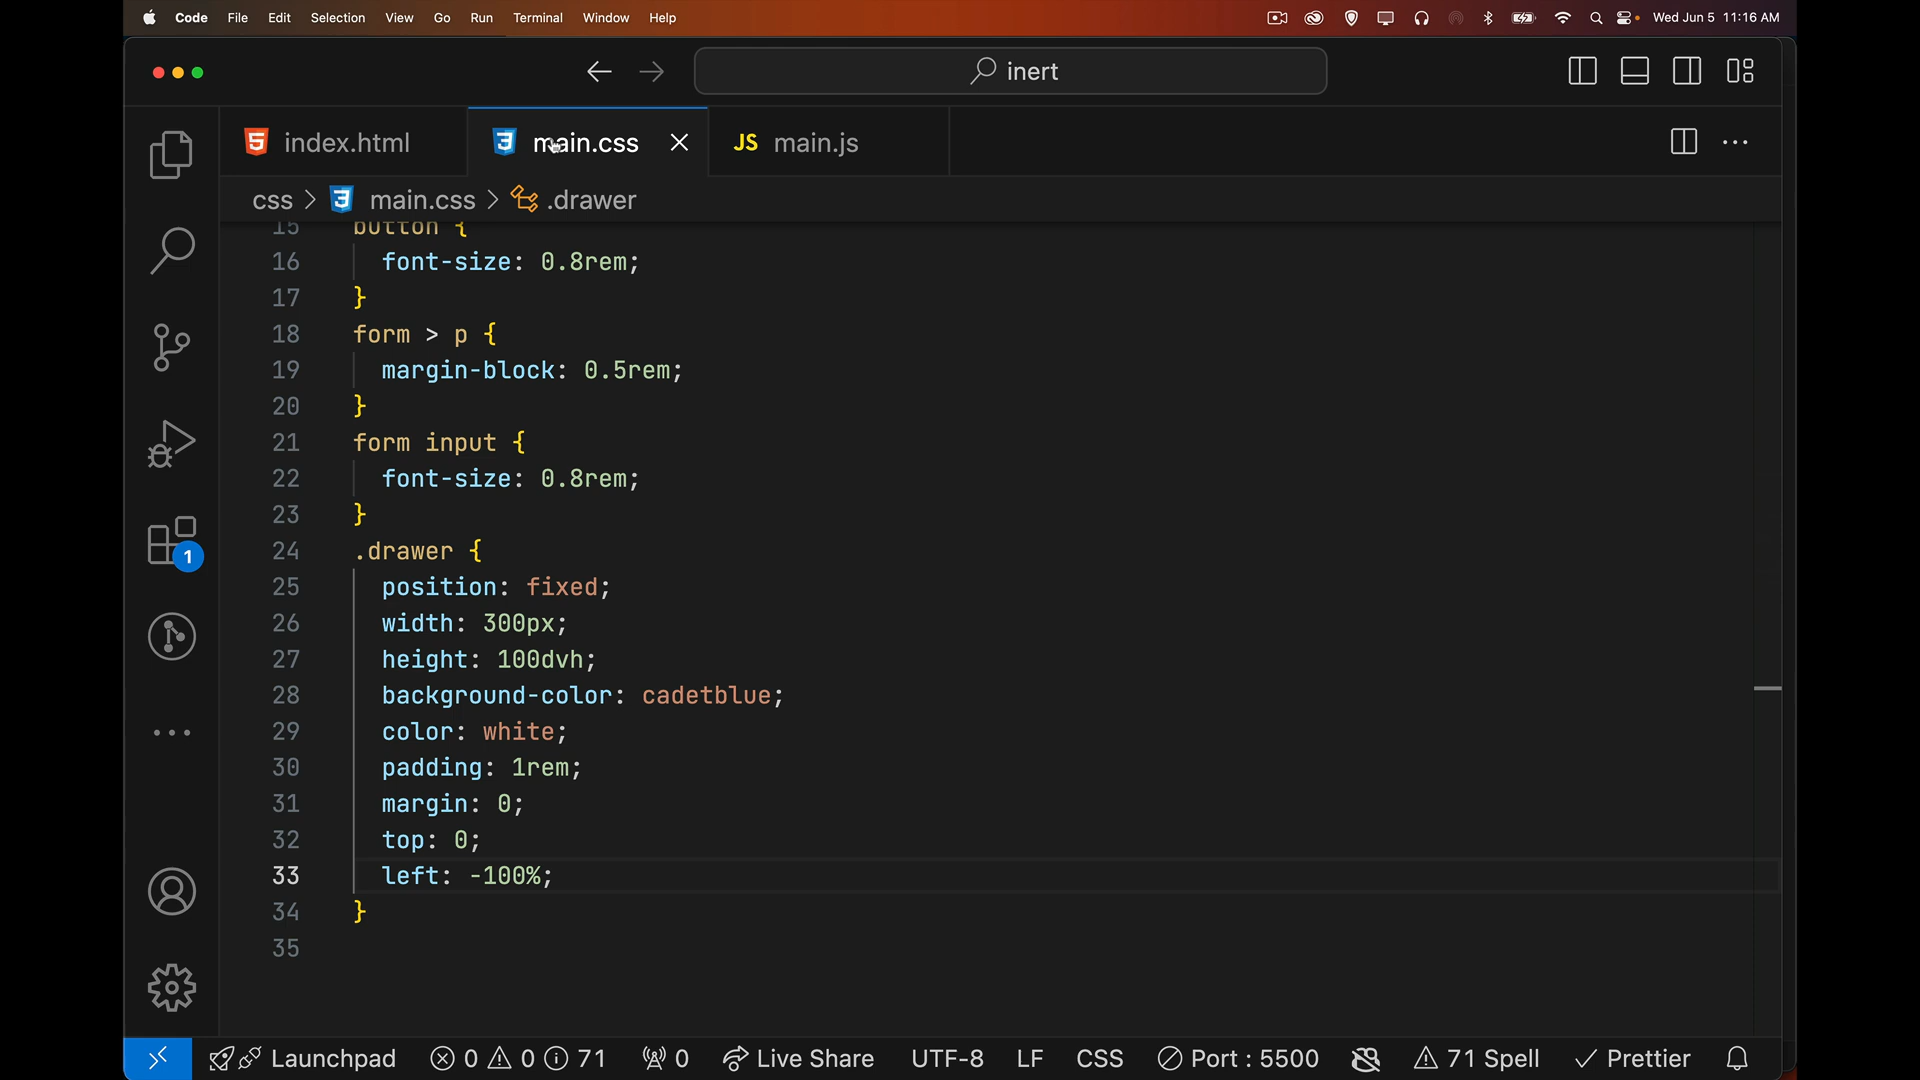 Code File Edit Selection View Go Run Terminal Window Help Wed Jun 5 11:16 AM
inert
index.html main.css JS main.js
css > main.css > .drawer
15 button {
16 font-size: 0.8rem;
17 }
18 form > p {
19 margin-block: 0.5rem;
20 }
21 form input {
22 font-size: 0.8rem;
23 }
24 .drawer {
25 position: fixed;
26 width: 300px;
27 height: 100dvh;
28 background-color: cadetblue;
29 color: white;
30 padding: 1rem;
31 margin: 0;
32 top: 0;
33 left: -100%;
34 }
35
1
Launchpad 0 0 71 0 Live Share UTF-8 LF CSS Port : 5500 71 Spell Prettier